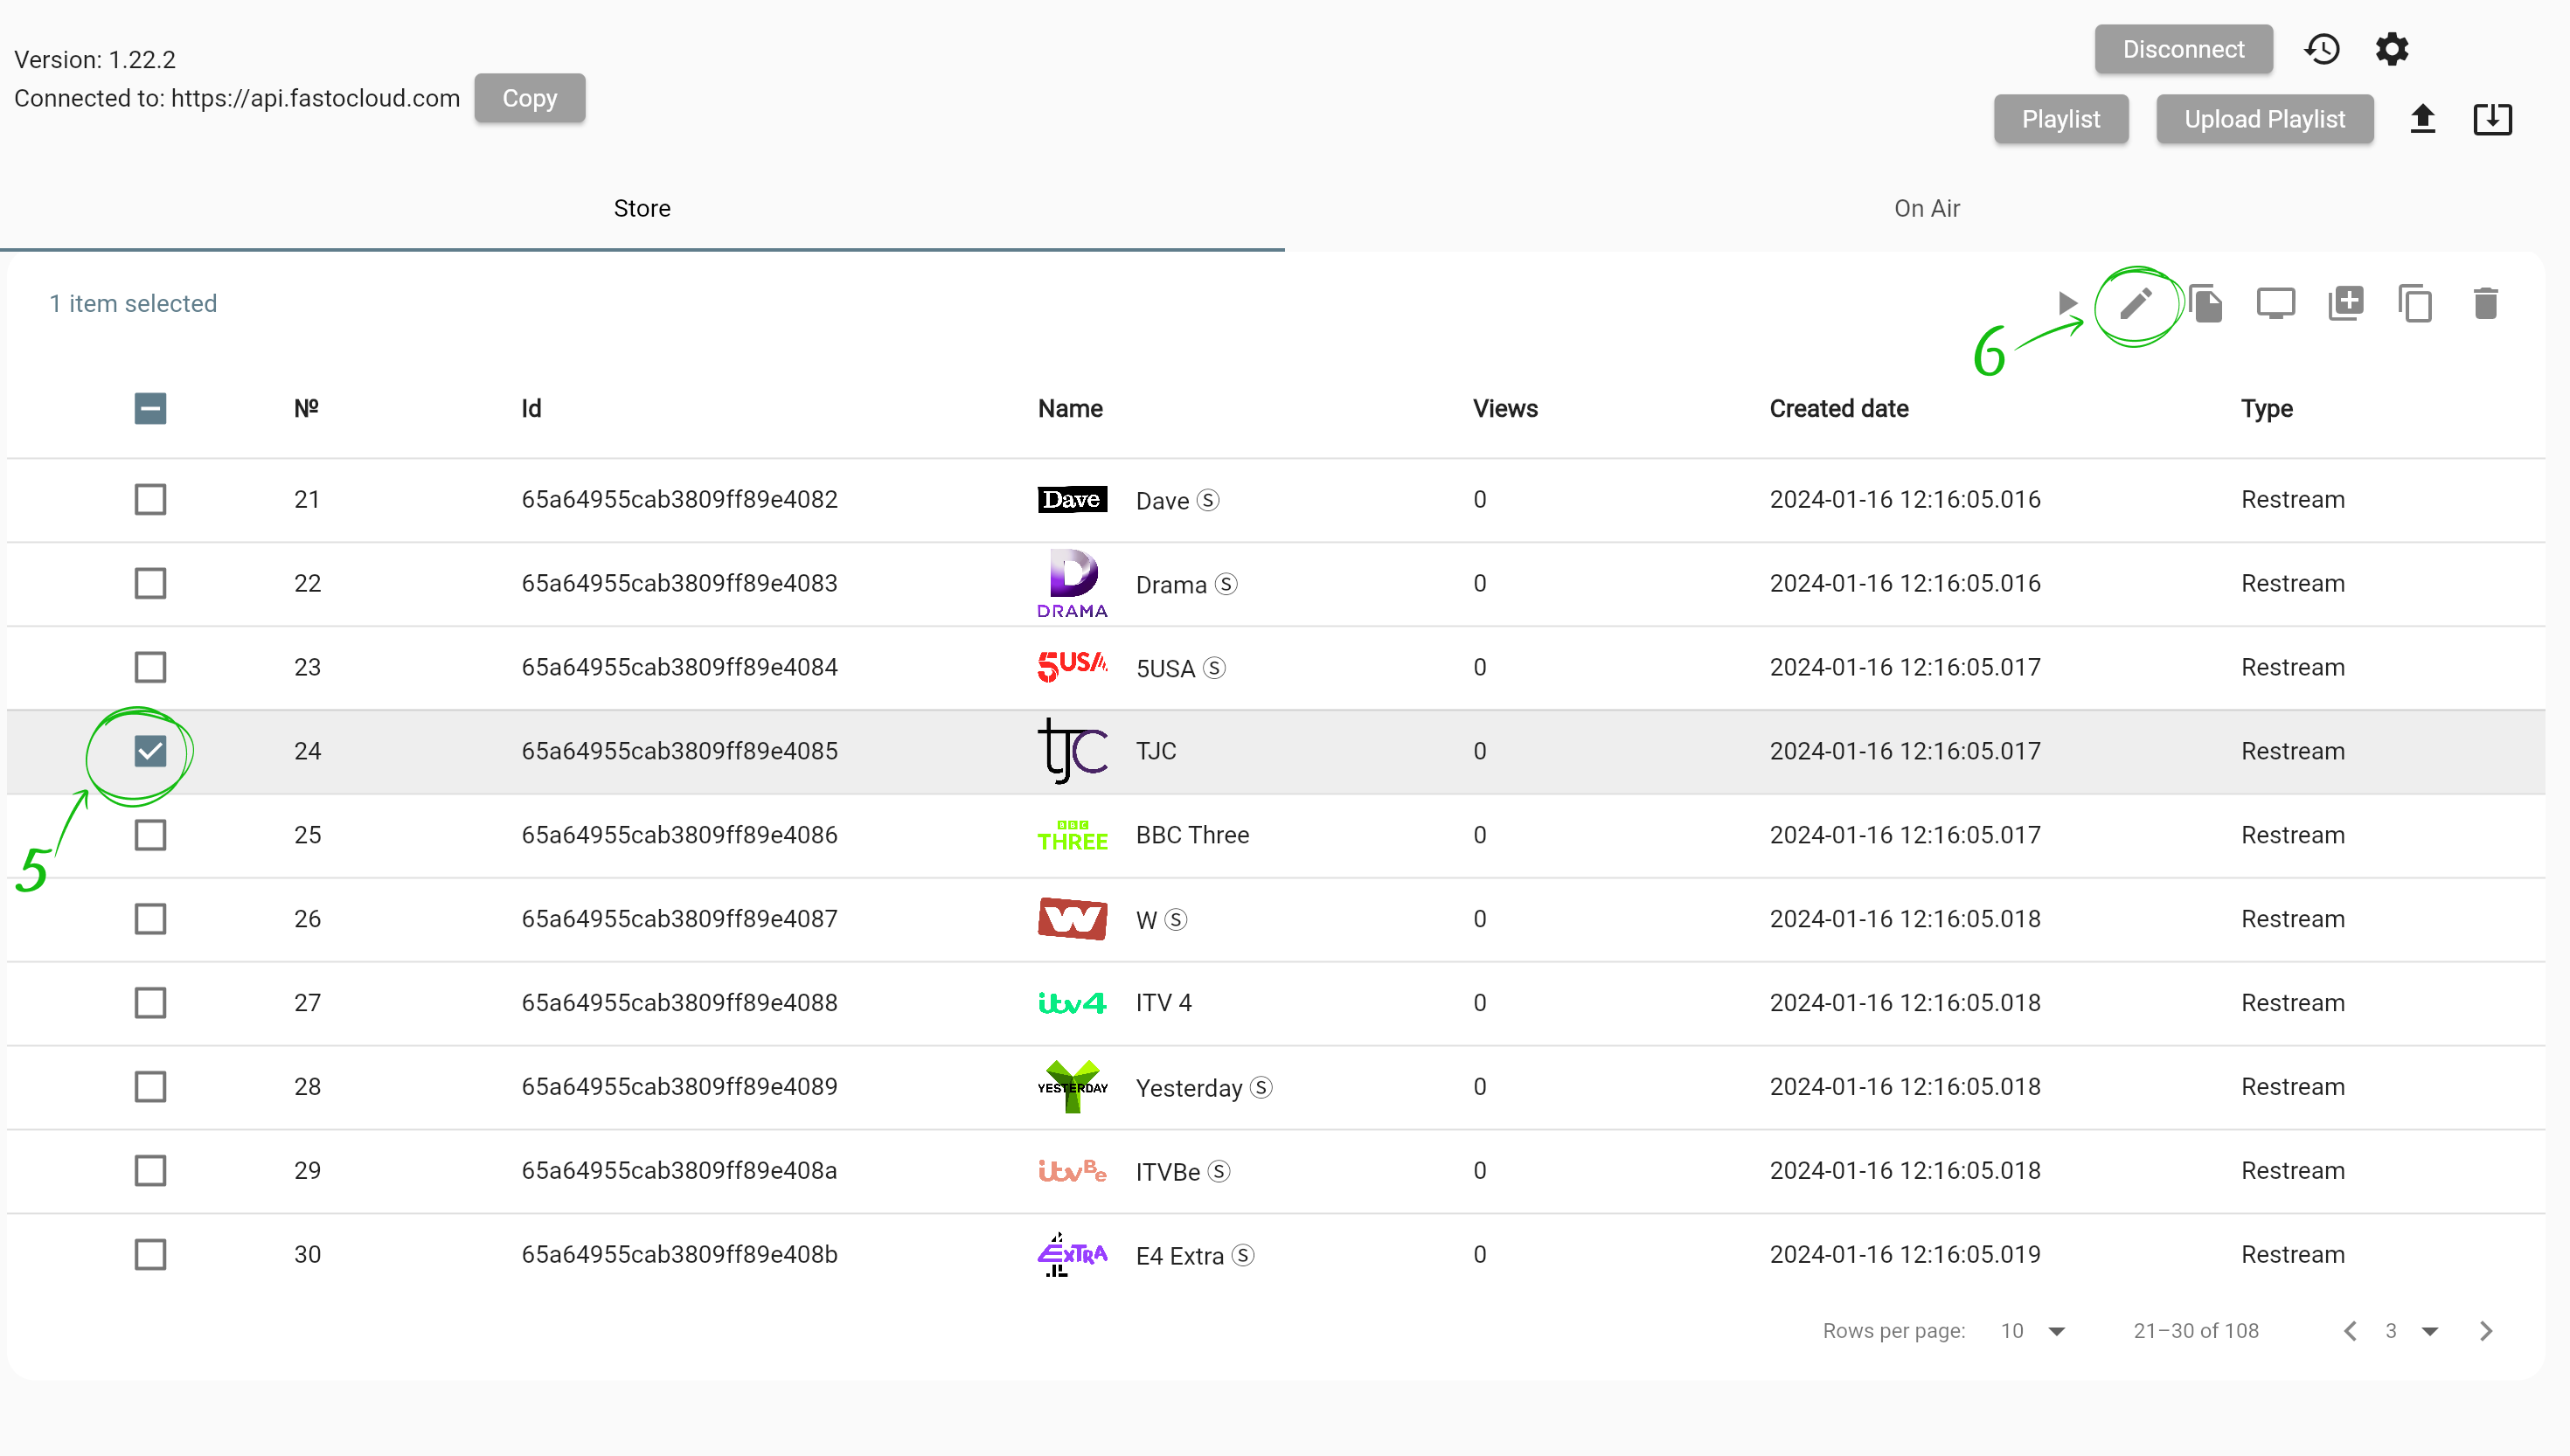 Version: 1.22.2
Connected to: https://api.fastocloud.com Copy
Disconnect
Playlist Upload Playlist
Store On Air
1 item selected
6
№ Id Name Views Created date Type
21 65a64955cab3809ff89e4082 Dave Dave Ⓢ 0 2024-01-16 12:16:05.016 Restream
22 65a64955cab3809ff89e4083 D DRAMA Drama Ⓢ 0 2024-01-16 12:16:05.016 Restream
23 65a64955cab3809ff89e4084 5USA 5USA Ⓢ 0 2024-01-16 12:16:05.017 Restream
24 65a64955cab3809ff89e4085 tjc TJC 0 2024-01-16 12:16:05.017 Restream
5
25 65a64955cab3809ff89e4086 BBC THREE BBC Three 0 2024-01-16 12:16:05.017 Restream
26 65a64955cab3809ff89e4087 W W Ⓢ 0 2024-01-16 12:16:05.018 Restream
27 65a64955cab3809ff89e4088 itv4 ITV 4 0 2024-01-16 12:16:05.018 Restream
28 65a64955cab3809ff89e4089 YESTERDAY Yesterday Ⓢ 0 2024-01-16 12:16:05.018 Restream
29 65a64955cab3809ff89e408a itvBe ITVBe Ⓢ 0 2024-01-16 12:16:05.018 Restream
30 65a64955cab3809ff89e408b 4 EXTRA E4 Extra Ⓢ 0 2024-01-16 12:16:05.019 Restream
Rows per page: 10 21–30 of 108 3